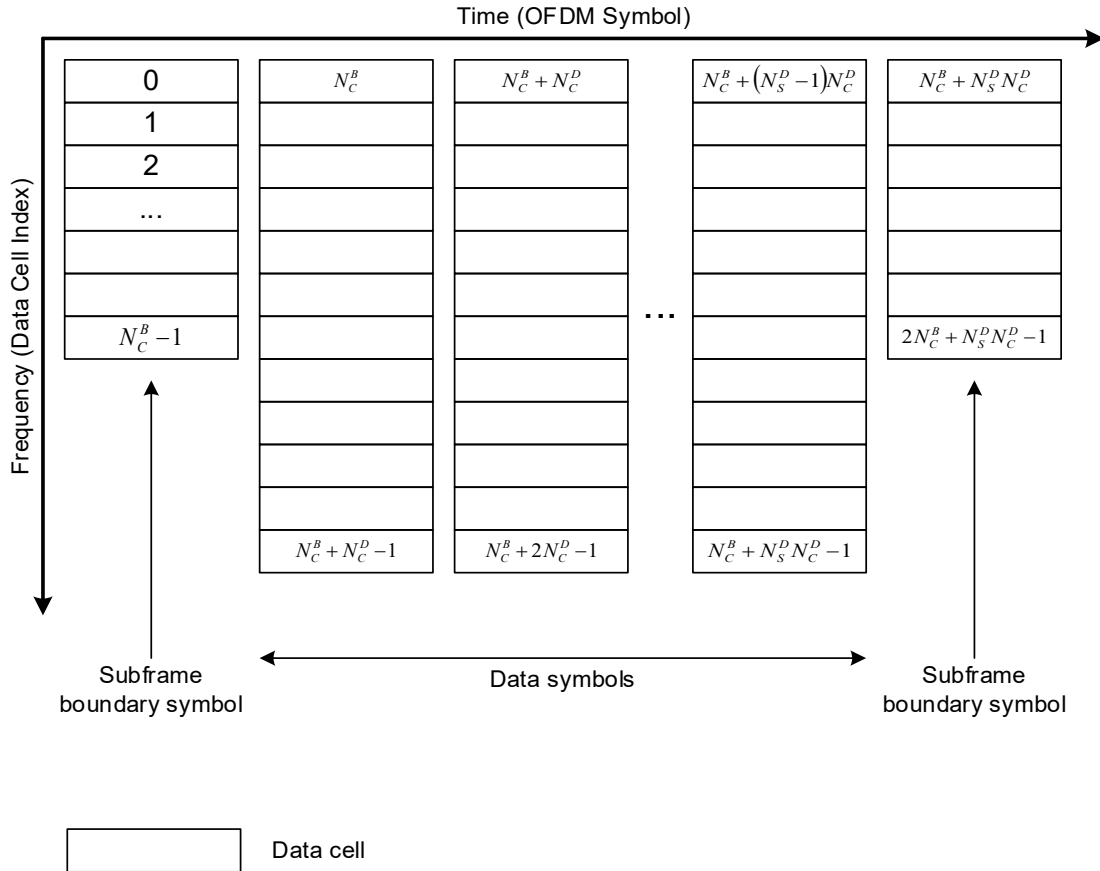 Time (OFDM Symbol)
Frequency (Data Cell Index)
0
1
2
...
$N_C^B - 1$
$N_C^B$
$N_C^B + N_C^D - 1$
$N_C^B + N_C^D$
$N_C^B + 2N_C^D - 1$
...
$N_C^B + (N_S^D - 1)N_C^D$
$N_C^B + N_S^D N_C^D - 1$
$N_C^B + N_S^D N_C^D$
$2N_C^B + N_S^D N_C^D - 1$
Subframe
boundary symbol
Data symbols
Subframe
boundary symbol
Data cell